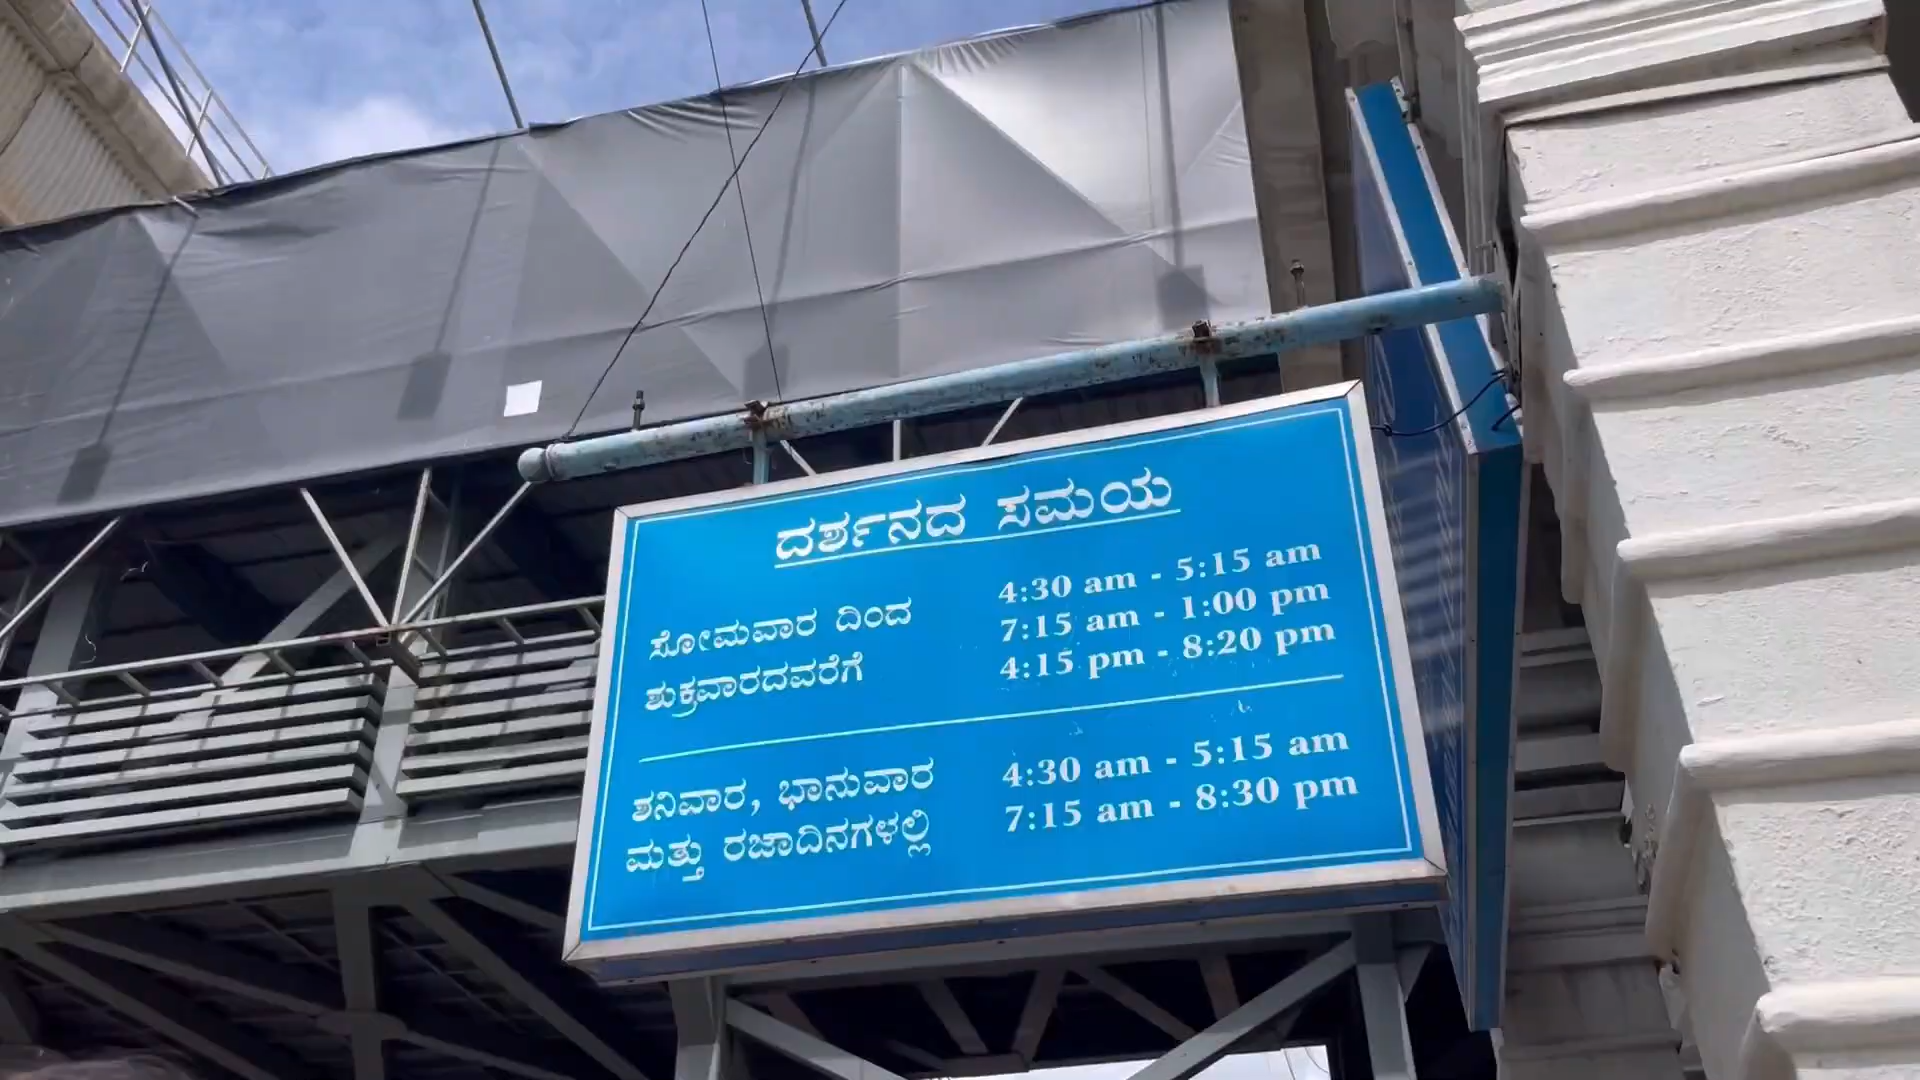 ದರ್ಶನದ ಸಮಯ
ಸೋಮವಾರ ದಿಂದ
ಶುಕ್ರವಾರದವರೆಗೆ
4:30 am - 5:15 am
7:15 am - 1:00 pm
4:15 pm - 8:20 pm
ಶನಿವಾರ, ಭಾನುವಾರ
ಮತ್ತು ರಜಾದಿನಗಳಲ್ಲಿ
4:30 am - 5:15 am
7:15 am - 8:30 pm